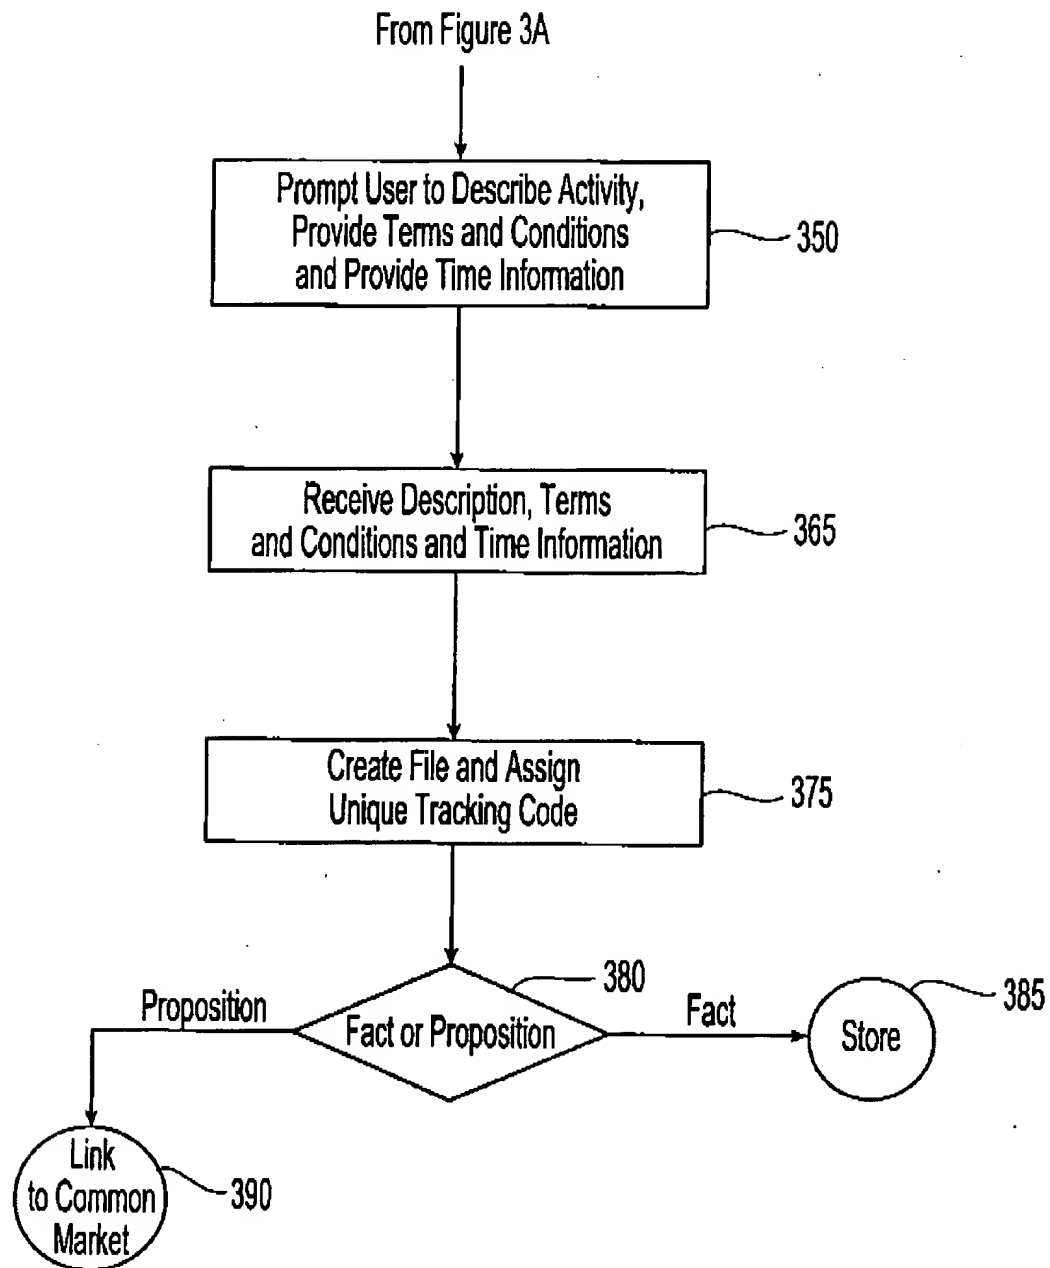 From Figure 3A
Prompt User to Describe Activity,
Provide Terms and Conditions
and Provide Time Information
350
Receive Description, Terms
and Conditions and Time Information
365
Create File and Assign
Unique Tracking Code
375
380
Proposition
Fact or Proposition
Fact
Store
385
Link
to Common
Market
390